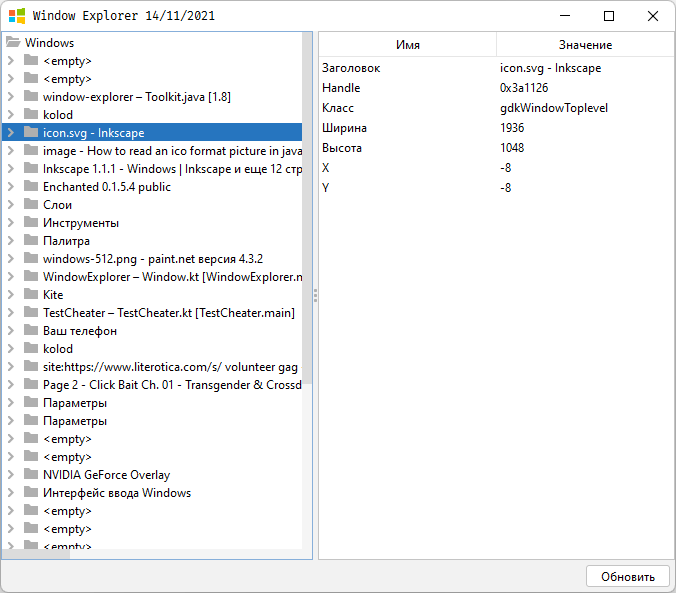 Window Explorer 14/11/2021
Windows
<empty>
<empty>
window-explorer – Toolkit.java [1.8]
kolod
icon.svg - Inkscape
image - How to read an ico format picture in java
Inkscape 1.1.1 - Windows | Inkscape и еще 12 стр
Enchanted 0.1.5.4 public
Слои
Инструменты
Палитра
windows-512.png - paint.net версия 4.3.2
WindowExplorer – Window.kt [WindowExplorer.m
Kite
TestCheater – TestCheater.kt [TestCheater.main]
Ваш телефон
kolod
site:https://www.literotica.com/s/ volunteer gag
Page 2 - Click Bait Ch. 01 - Transgender & Crossd
Параметры
Параметры
<empty>
<empty>
NVIDIA GeForce Overlay
Интерфейс ввода Windows
<empty>
<empty>
<empty>
Имя Значение
Заголовок icon.svg - Inkscape
Handle 0x3a1126
Класс gdkWindowToplevel
Ширина 1936
Высота 1048
X -8
Y -8
Обновить